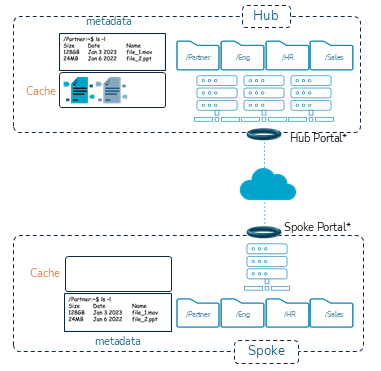 metadata
Hub
/Partner:~$ ls -l
Size Date Name
128GB Jan 3 2023 file_1.mov
24MB Jan 6 2022 file_2.ppt
/Partner /Eng /HR /Sales
Cache
Hub Portal*
Spoke Portal*
Cache
/Partner:~$ ls -l
Size Date Name
128GB Jan 3 2023 file_1.mov
24MB Jan 6 2022 file_2.ppt
/Partner /Eng /HR /Sales
metadata
Spoke